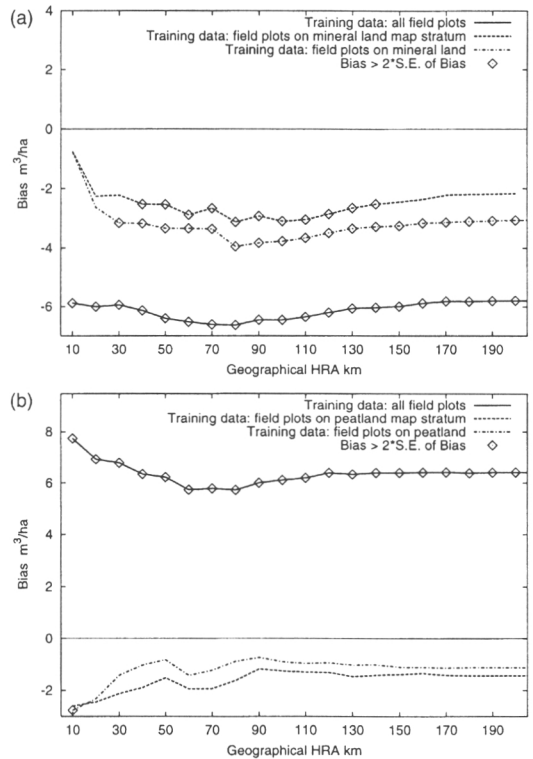 (a)
Training data: all field plots
Training data: field plots on mineral land map stratum
Training data: field plots on mineral land
Bias > 2*S.E. of Bias
4
2
0
-2
-4
-6
Bias m³/ha
10 30 50 70 90 110 130 150 170 190
Geographical HRA km
(b)
Training data: all field plots
Training data: field plots on peatland map stratum
Training data: field plots on peatland
Bias > 2*S.E. of Bias
8
6
4
2
0
-2
Bias m³/ha
10 30 50 70 90 110 130 150 170 190
Geographical HRA km